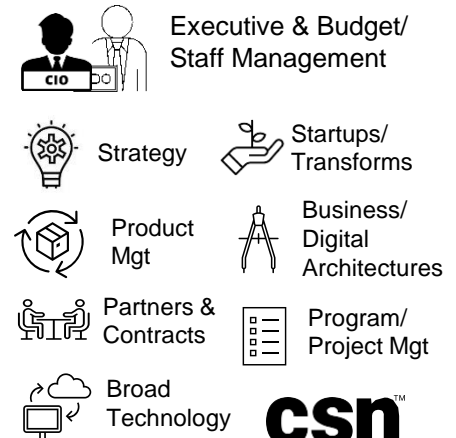 Executive & Budget/
Staff Management
CIO
Strategy
Startups/
Transforms
Product
Mgt
Business/
Digital
Architectures
Partners &
Contracts
Program/
Project Mgt
Broad
Technology
csn™